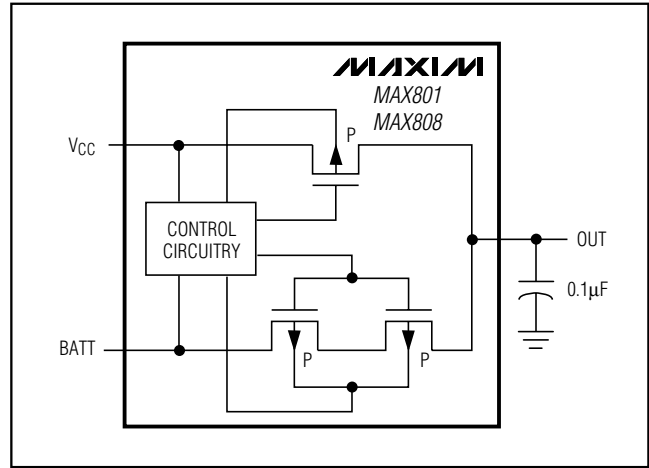 MAXIM
MAX801
MAX808
P
VCC
CONTROL
CIRCUITRY
OUT
0.1µF
BATT
P
P